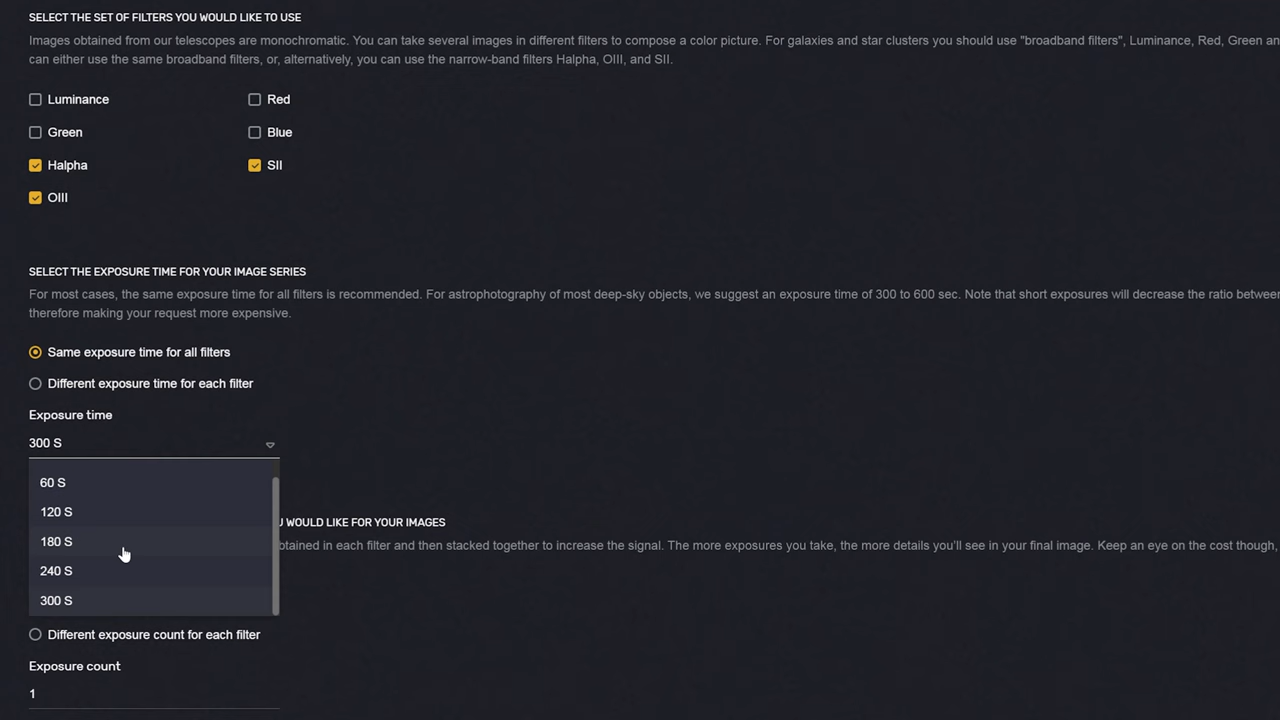 SELECT THE SET OF FILTERS YOU WOULD LIKE TO USE
Images obtained from our telescopes are monochromatic. You can take several images in different filters to compose a color picture. For galaxies and star clusters you should use "broadband filters", Luminance, Red, Green
can either use the same broadband filters, or, alternatively, you can use the narrow-band filters Halpha, OIII, and SII.
Luminance
Red
Green
Blue
Halpha
SII
OIII
SELECT THE EXPOSURE TIME FOR YOUR IMAGE SERIES
For most cases, the same exposure time for all filters is recommended. For astrophotography of most deep-sky objects, we suggest an exposure time of 300 to 600 sec. Note that short exposures will decrease the ratio between
therefore making your request more expensive.
Same exposure time for all filters
Different exposure time for each filter
Exposure time
300 S
60 S
120 S
180 S
240 S
300 S
WOULD LIKE FOR YOUR IMAGES
in each filter and then stacked together to increase the signal. The more exposures you take, the more details you'll see in your final image. Keep an eye on the cost though,
Different exposure count for each filter
Exposure count
1